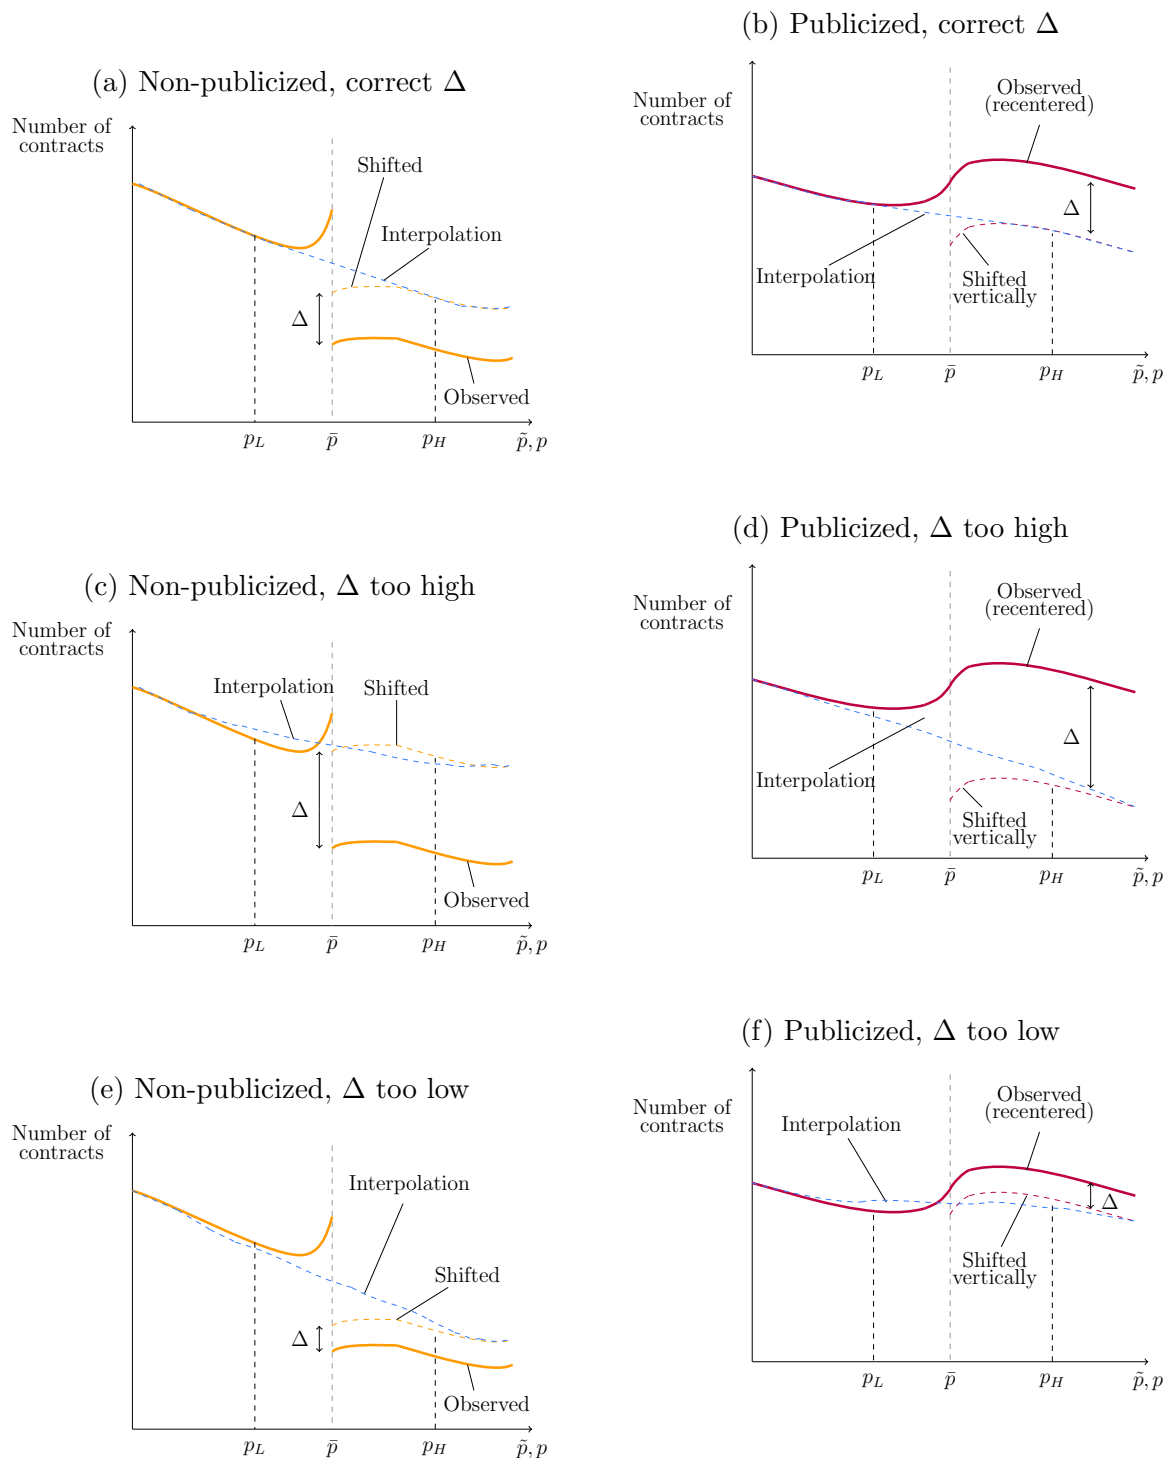 (a) Non-publicized, correct Δ
Number of
contracts
Shifted
Interpolation
Δ
Observed
p_L
p̄
p_H
p̃, p
(b) Publicized, correct Δ
Number of
contracts
Observed
(recentered)
Δ
Interpolation
Shifted
vertically
p_L
p̄
p_H
p̃, p
(c) Non-publicized, Δ too high
Number of
contracts
Interpolation
Shifted
Δ
Observed
p_L
p̄
p_H
p̃, p
(d) Publicized, Δ too high
Number of
contracts
Observed
(recentered)
Δ
Interpolation
Shifted
vertically
p_L
p̄
p_H
p̃, p
(e) Non-publicized, Δ too low
Number of
contracts
Interpolation
Shifted
Δ
Observed
p_L
p̄
p_H
p̃, p
(f) Publicized, Δ too low
Number of
contracts
Observed
(recentered)
Interpolation
Δ
Shifted
vertically
p_L
p̄
p_H
p̃, p